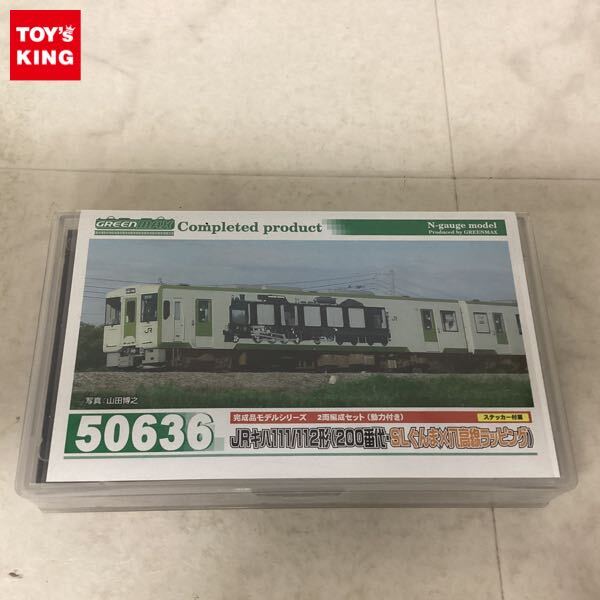 TOY's
KING
GREENMAX Completed product
N-gauge model
Produced by GREENMAX
写真：山田博之
50636
完成品モデルシリーズ 2両編成セット（動力付き）
ステッカー付属
JRキハ111/112形（200番代・SLぐんま×八高線ラッピング）
JR